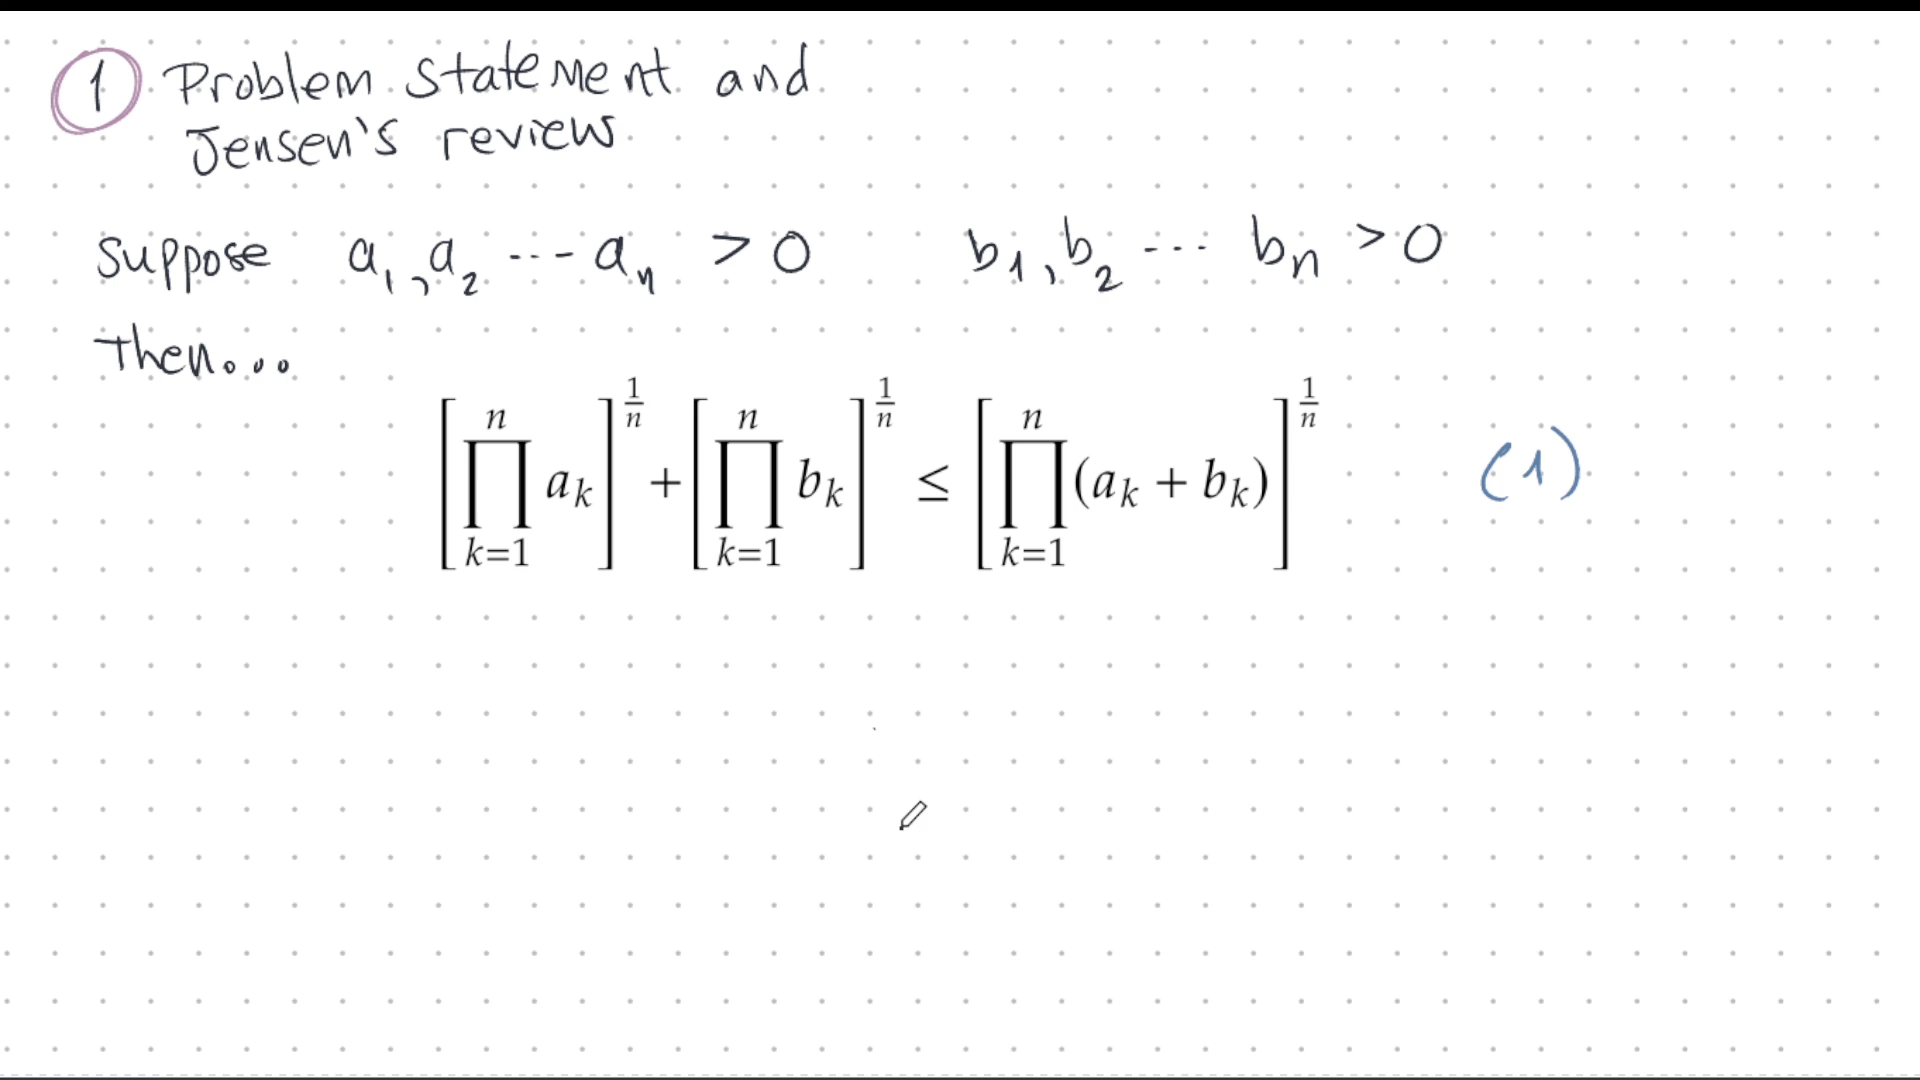 1 Problem statement and
Jensen's review
Suppose a₁, a₂ --- aₙ > 0 b₁, b₂ --- bₙ > 0
Then...
[∏_{k=1}^{n} a_k]^{1/n} + [∏_{k=1}^{n} b_k]^{1/n} ≤ [∏_{k=1}^{n} (a_k + b_k)]^{1/n} (1)